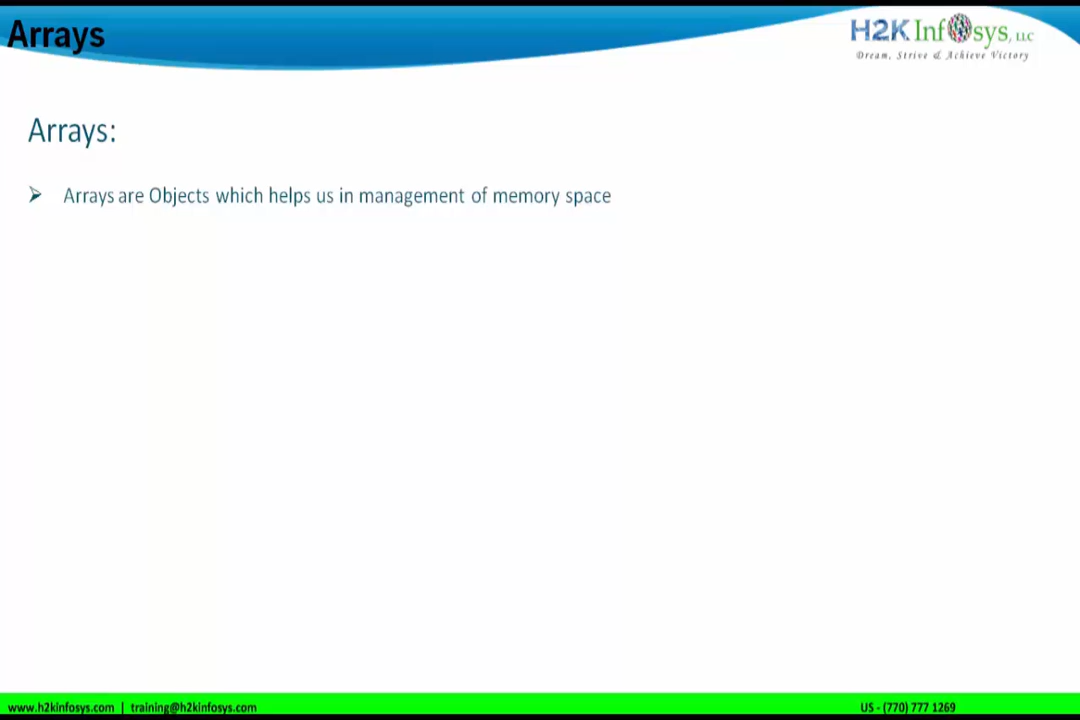 Arrays
H2K Infosys, LLC
Dream, Strive & Achieve Victory
Arrays:
➢ Arrays are Objects which helps us in management of memory space
www.h2kinfosys.com | training@h2kinfosys.com
US - (770) 777 1269